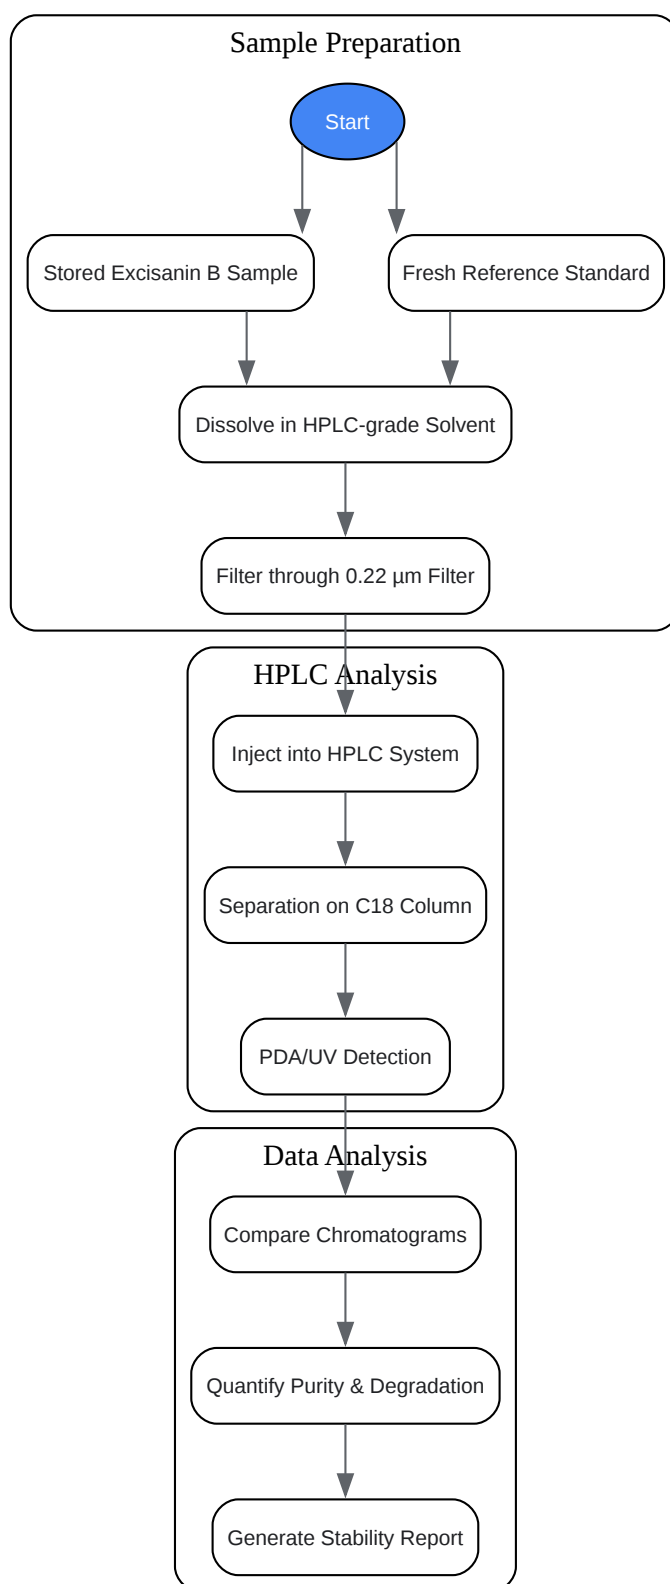 Sample Preparation
Start
Stored Excisanin B Sample
Fresh Reference Standard
Dissolve in HPLC-grade Solvent
Filter through 0.22 µm Filter
HPLC Analysis
Inject into HPLC System
Separation on C18 Column
PDA/UV Detection
Data Analysis
Compare Chromatograms
Quantify Purity & Degradation
Generate Stability Report